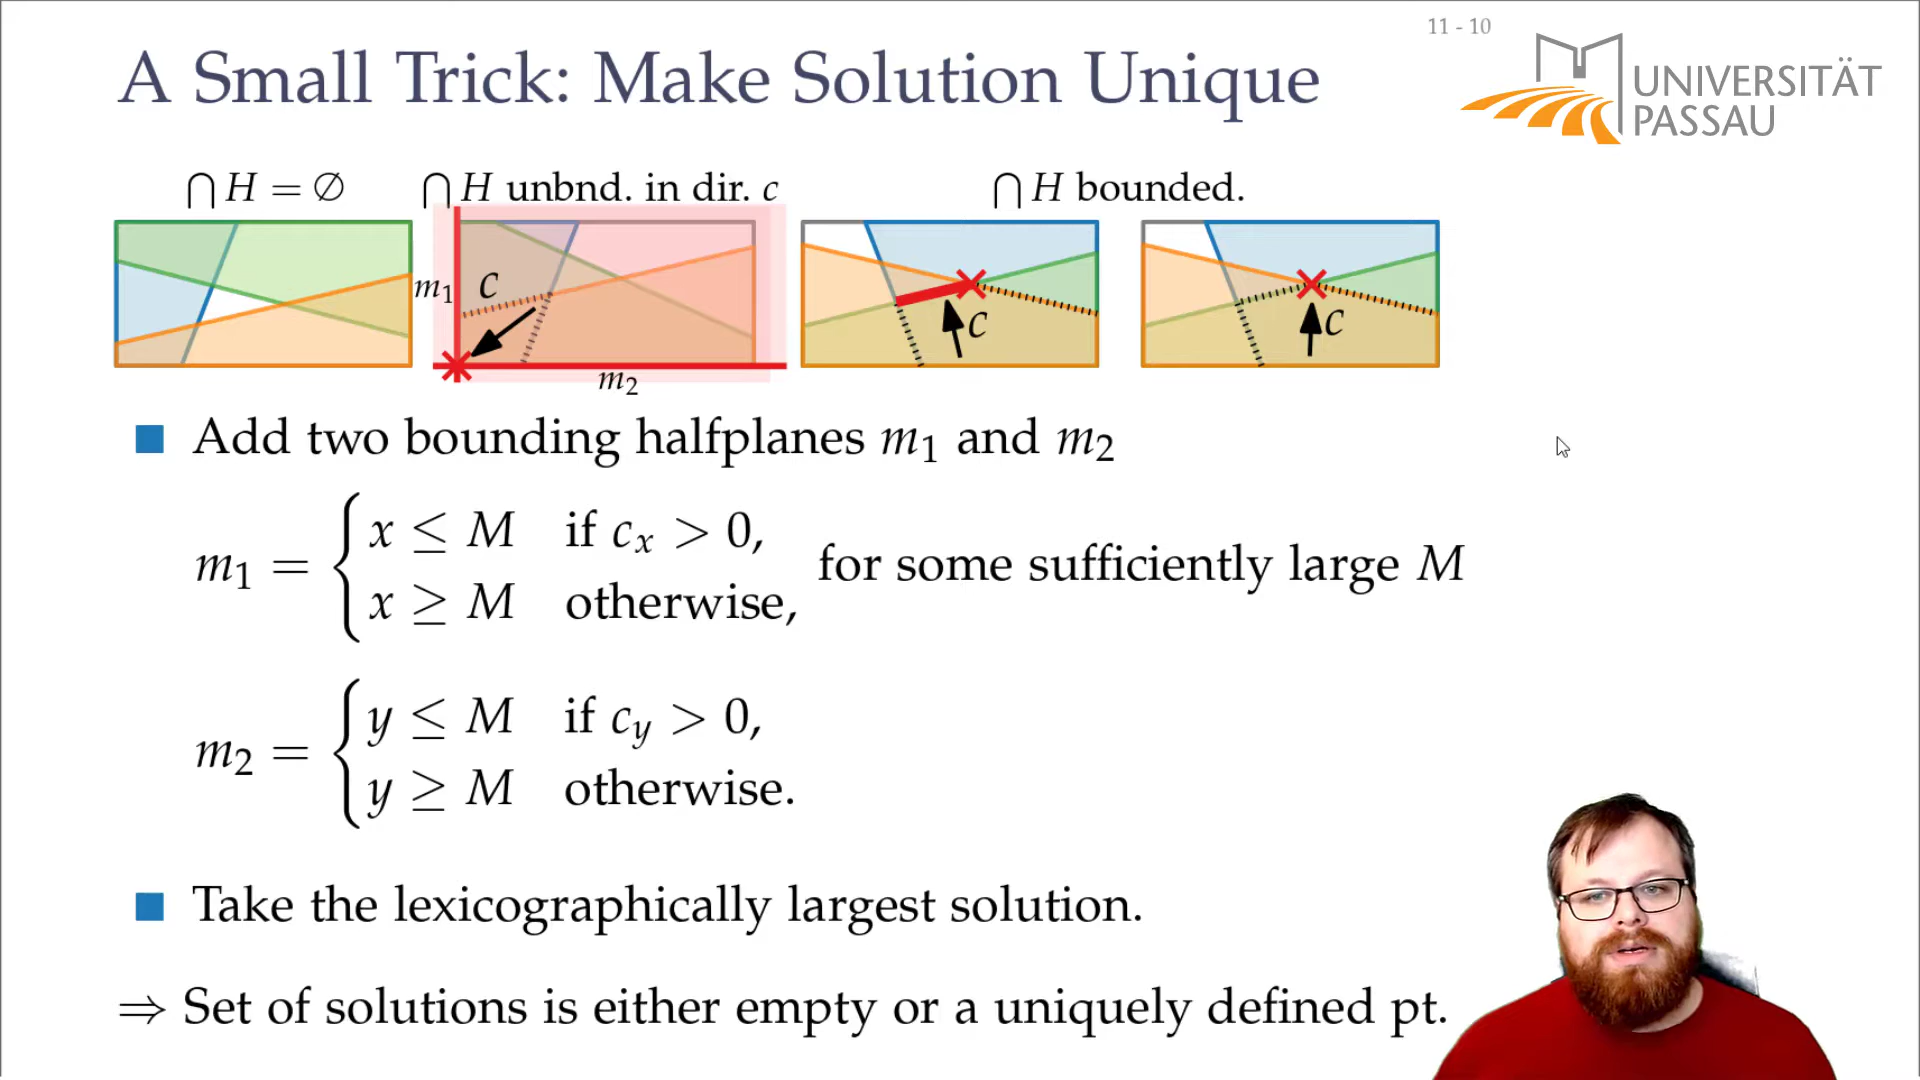 11 - 10
A Small Trick: Make Solution Unique
UNIVERSITÄT
PASSAU
⋂ H = ∅
⋂ H unbnd. in dir. c
⋂ H bounded.
m₁
c
m₂
c
c
Add two bounding halfplanes m₁ and m₂
m₁ = { x ≤ M if cₓ > 0,
x ≥ M otherwise,
for some sufficiently large M
m₂ = { y ≤ M if c_y > 0,
y ≥ M otherwise.
Take the lexicographically largest solution.
⇒ Set of solutions is either empty or a uniquely defined pt.